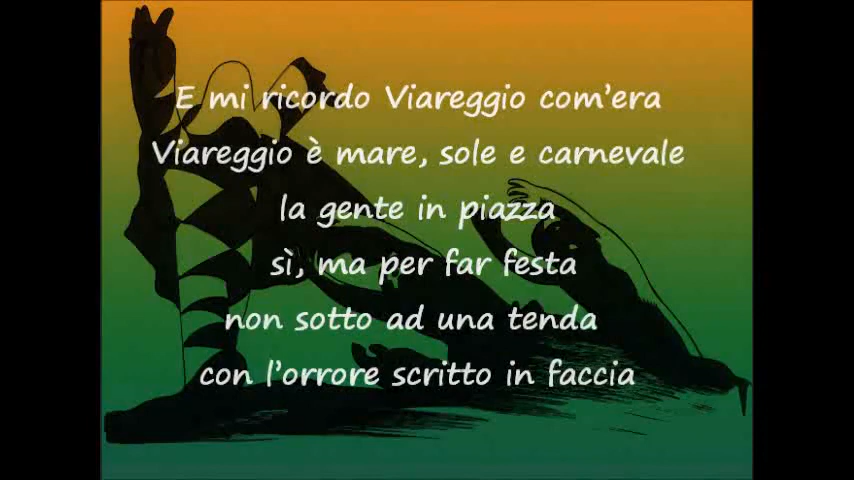 E mi ricordo Viareggio com'era
Viareggio è mare, sole e carnevale
la gente in piazza
sì, ma per far festa
non sotto ad una tenda
con l'orrore scritto in faccia